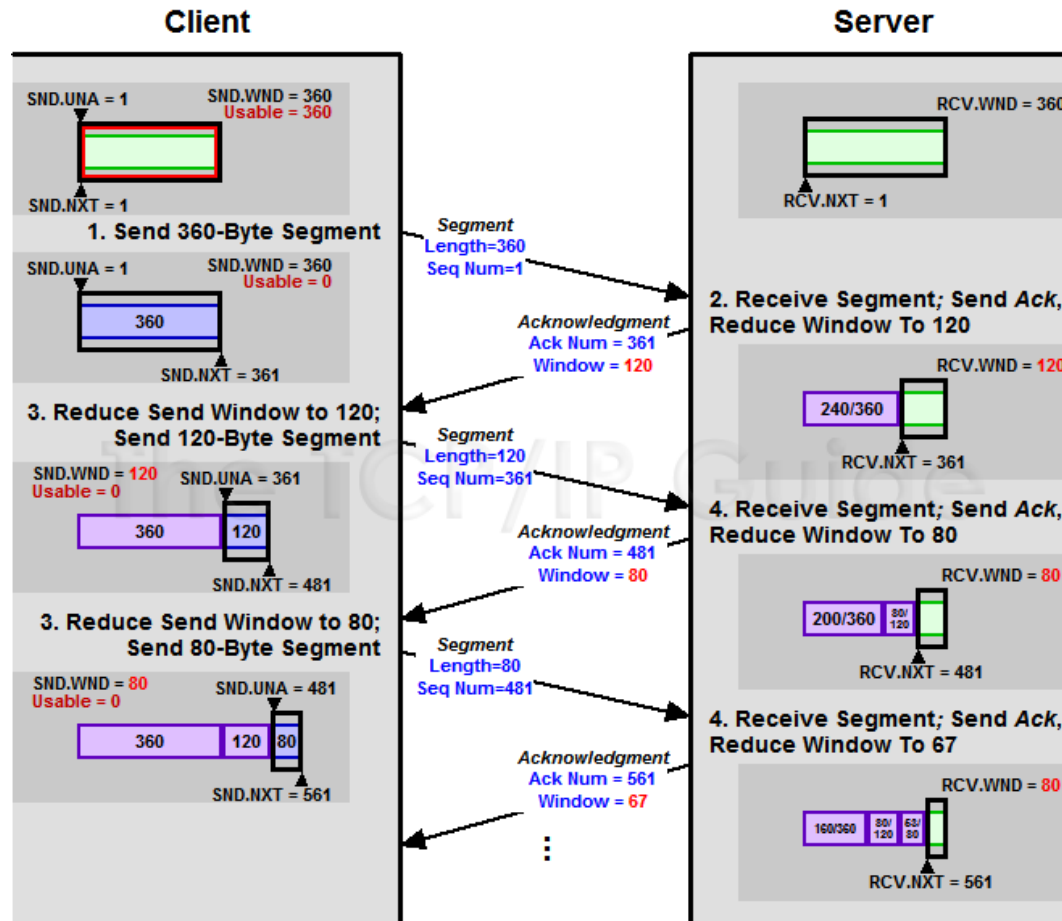 Client
Server
SND.UNA = 1
SND.WND = 360
Usable = 360
SND.NXT = 1
RCV.WND = 360
RCV.NXT = 1
1. Send 360-Byte Segment
Segment
Length=360
Seq Num=1
SND.UNA = 1
SND.WND = 360
Usable = 0
360
SND.NXT = 361
2. Receive Segment; Send Ack,
Reduce Window To 120
Acknowledgment
Ack Num = 361
Window = 120
RCV.WND = 120
240/360
RCV.NXT = 361
3. Reduce Send Window to 120;
Send 120-Byte Segment
Segment
Length=120
Seq Num=361
The TCP/IP Guide
SND.WND = 120
Usable = 0
SND.UNA = 361
360
120
SND.NXT = 481
4. Receive Segment; Send Ack,
Reduce Window To 80
Acknowledgment
Ack Num = 481
Window = 80
RCV.WND = 80
200/360
80/
120
RCV.NXT = 481
3. Reduce Send Window to 80;
Send 80-Byte Segment
Segment
Length=80
Seq Num=481
SND.WND = 80
Usable = 0
SND.UNA = 481
360
120
80
SND.NXT = 561
4. Receive Segment; Send Ack,
Reduce Window To 67
Acknowledgment
Ack Num = 561
Window = 67
RCV.WND = 80
160/360
80/
120
80
RCV.NXT = 561